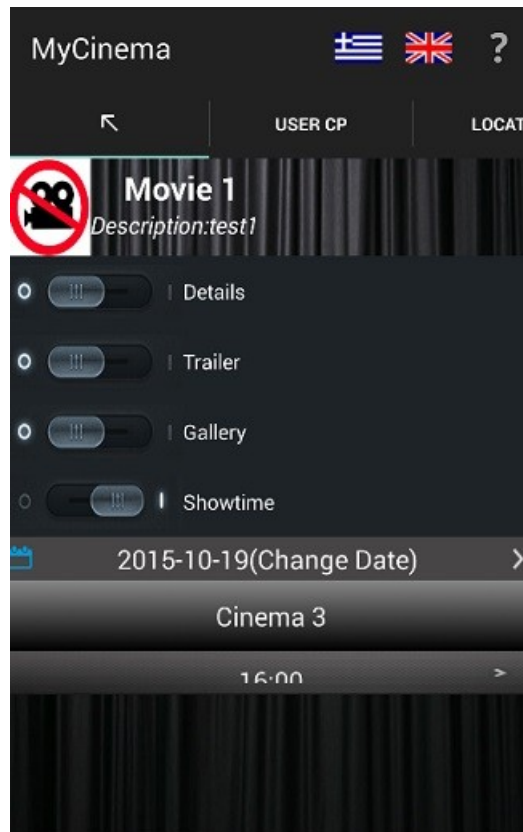 MyCinema ?
USER CP LOCAT
Movie 1
Description:test1
Details
Trailer
Gallery
Showtime
2015-10-19(Change Date)
Cinema 3
16:00